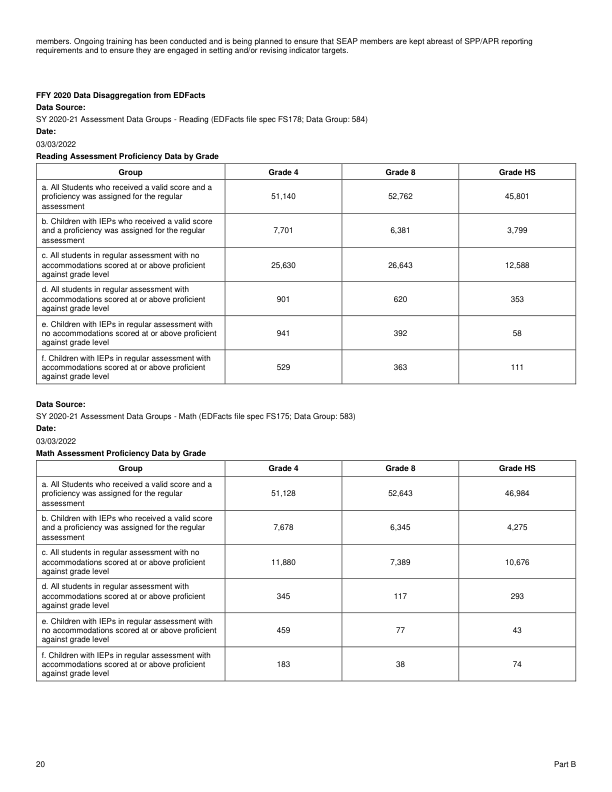 members. Ongoing training has been conducted and is being planned to ensure that SEAP members are kept abreast of SPP/APR reporting
requirements and to ensure they are engaged in setting and/or revising indicator targets.
FFY 2020 Data Disaggregation from EDFacts
Data Source:
SY 2020-21 Assessment Data Groups - Reading (EDFacts file spec FS178; Data Group: 584)
Date:
03/03/2022
Reading Assessment Proficiency Data by Grade
Group Grade 4 Grade 8 Grade HS
a. All Students who received a valid score and a
proficiency was assigned for the regular
assessment
51,140 52,762 45,801
b. Children with IEPs who received a valid score
and a proficiency was assigned for the regular
assessment
7,701 6,381 3,799
c. All students in regular assessment with no
accommodations scored at or above proficient
against grade level
25,630 26,643 12,588
d. All students in regular assessment with
accommodations scored at or above proficient
against grade level
901 620 353
e. Children with IEPs in regular assessment with
no accommodations scored at or above proficient
against grade level
941 392 58
f. Children with IEPs in regular assessment with
accommodations scored at or above proficient
against grade level
529 363 111
Data Source:
SY 2020-21 Assessment Data Groups - Math (EDFacts file spec FS175; Data Group: 583)
Date:
03/03/2022
Math Assessment Proficiency Data by Grade
Group Grade 4 Grade 8 Grade HS
a. All Students who received a valid score and a
proficiency was assigned for the regular
assessment
51,128 52,643 46,984
b. Children with IEPs who received a valid score
and a proficiency was assigned for the regular
assessment
7,678 6,345 4,275
c. All students in regular assessment with no
accommodations scored at or above proficient
against grade level
11,880 7,389 10,676
d. All students in regular assessment with
accommodations scored at or above proficient
against grade level
345 117 293
e. Children with IEPs in regular assessment with
no accommodations scored at or above proficient
against grade level
459 77 43
f. Children with IEPs in regular assessment with
accommodations scored at or above proficient
against grade level
183 38 74
20 Part B